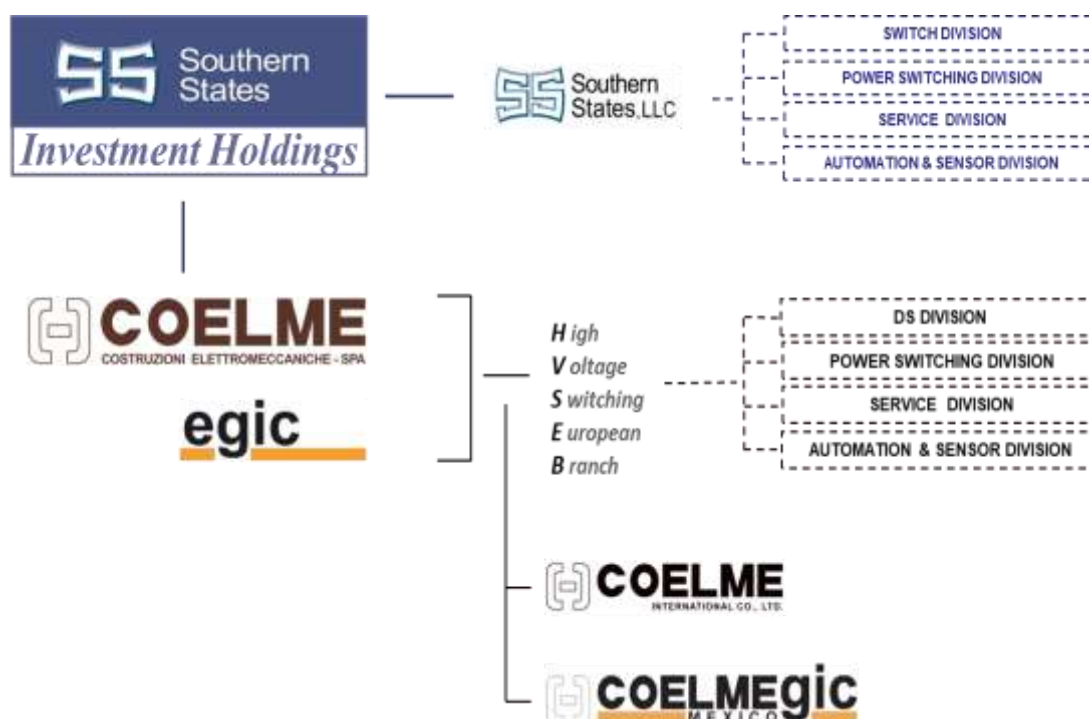 SS Southern
States
Investment Holdings
SS Southern
States, LLC
SWITCH DIVISION
POWER SWITCHING DIVISION
SERVICE DIVISION
AUTOMATION & SENSOR DIVISION
COELME
COSTRUZIONI ELETTROMECCANICHE - SPA
egic
High
Voltage
Switching
European
Branch
DS DIVISION
POWER SWITCHING DIVISION
SERVICE DIVISION
AUTOMATION & SENSOR DIVISION
COELME
INTERNATIONAL CO., LTD.
COELMEgic
MEXICO